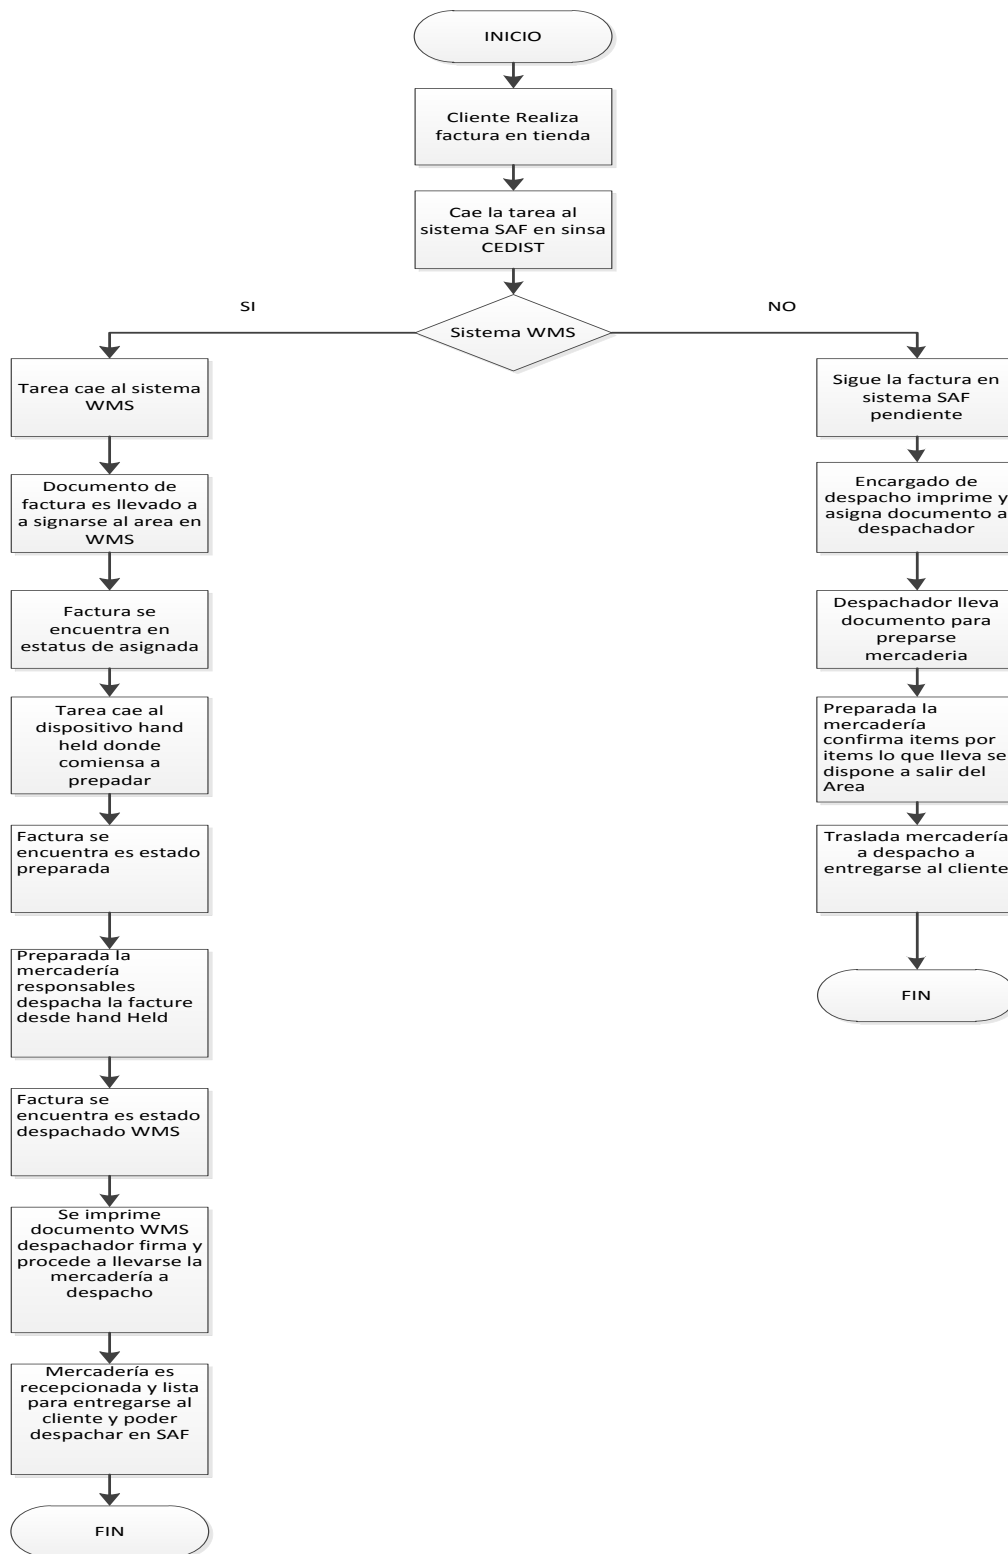 INICIO
Cliente Realiza
factura en tienda
Cae la tarea al
sistema SAF en sinsa
CEDIST
Sistema WMS
SI
NO
Tarea cae al sistema
WMS
Documento de
factura es llevado a
a signarse al area en
WMS
Factura se
encuentra en
estatus de asignada
Tarea cae al
dispositivo hand
held donde
comiensa a
prepadar
Factura se
encuentra es estado
preparada
Preparada la
mercadería
responsables
despacha la facture
desde hand Held
Factura se
encuentra es estado
despachado WMS
Se imprime
documento WMS
despachador firma y
procede a llevarse la
mercadería a
despacho
Mercadería es
recepcionada y lista
para entregarse al
cliente y poder
despachar en SAF
FIN
Sigue la factura en
sistema SAF
pendiente
Encargado de
despacho imprime y
asigna documento a
despachador
Despachador lleva
documento para
preparse
mercaderia
Preparada la
mercadería
confirma items por
items lo que lleva se
dispone a salir del
Area
Traslada mercadería
a despacho a
entregarse al cliente
FIN